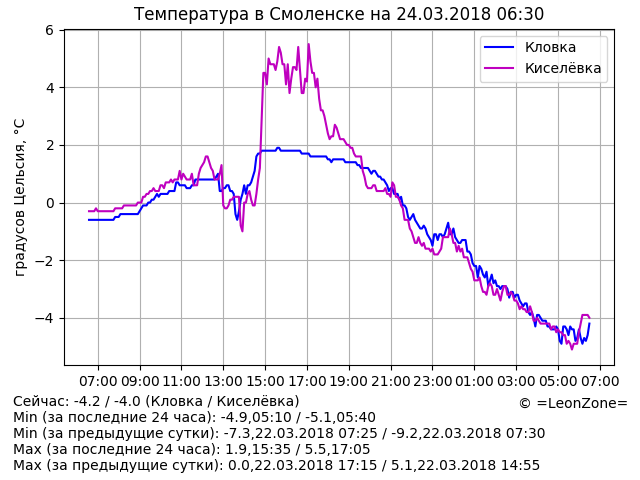 Температура в Смоленске на 24.03.2018 06:30
Кловка
Киселёвка
градусов Цельсия, °C
6
4
2
0
−2
−4
07:00 09:00 11:00 13:00 15:00 17:00 19:00 21:00 23:00 01:00 03:00 05:00 07:00
Сейчас: -4.2 / -4.0 (Кловка / Киселёвка)
© =LeonZone=
Min (за последние 24 часа): -4.9,05:10 / -5.1,05:40
Min (за предыдущие сутки): -7.3,22.03.2018 07:25 / -9.2,22.03.2018 07:30
Max (за последние 24 часа): 1.9,15:35 / 5.5,17:05
Max (за предыдущие сутки): 0.0,22.03.2018 17:15 / 5.1,22.03.2018 14:55